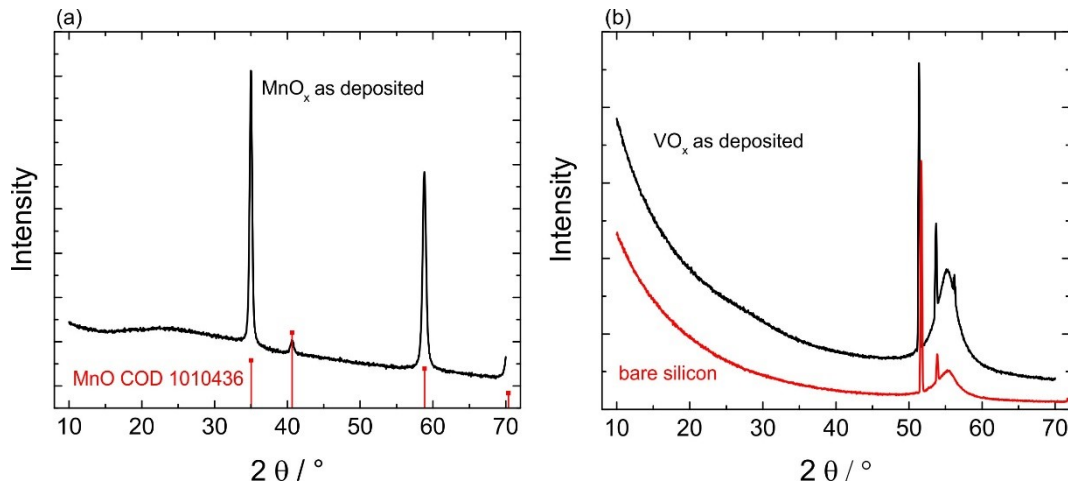 (a)
MnOₓ as deposited
Intensity
MnO COD 1010436
10 20 30 40 50 60 70
2 θ / °
(b)
VOₓ as deposited
Intensity
bare silicon
10 20 30 40 50 60 70
2 θ / °